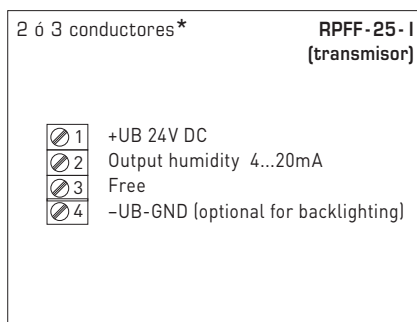 2 ó 3 conductores* RPFF-25-I
(transmisor)
1 +UB 24V DC
2 Output humidity 4...20mA
3 Free
4 –UB-GND (optional for backlighting)